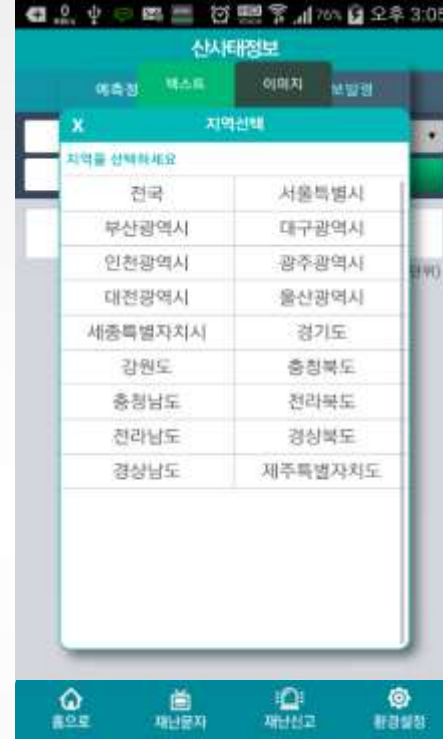 76% 오후 3:05
산사태정보
예측정 텍스트 이미지 보발령
X 지역선택
지역을 선택하세요
전국 서울특별시
부산광역시 대구광역시
인천광역시 광주광역시
대전광역시 울산광역시
세종특별자치시 경기도
강원도 충청북도
충청남도 전라북도
전라남도 경상북도
경상남도 제주특별자치도
단위)
홈으로 재난문자 재난신고 환경설정